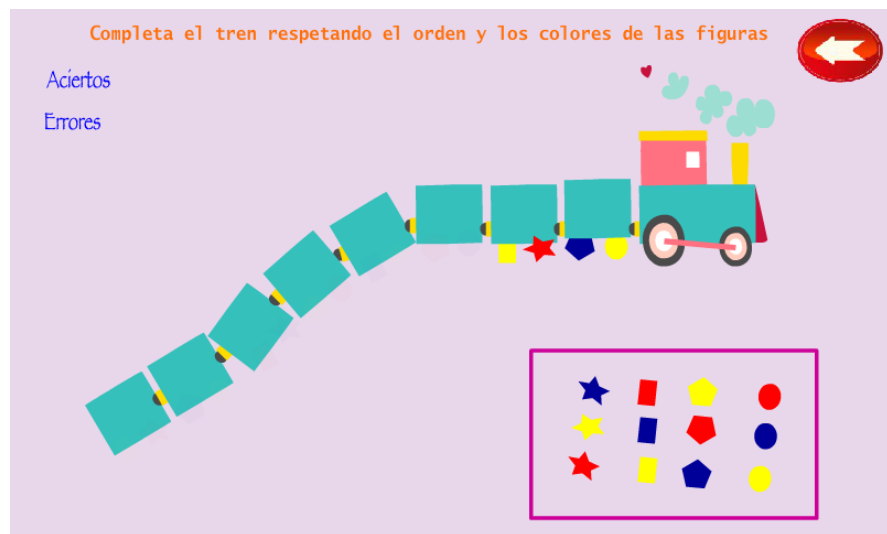 Completa el tren respetando el orden y los colores de las figuras
Aciertos
Errores